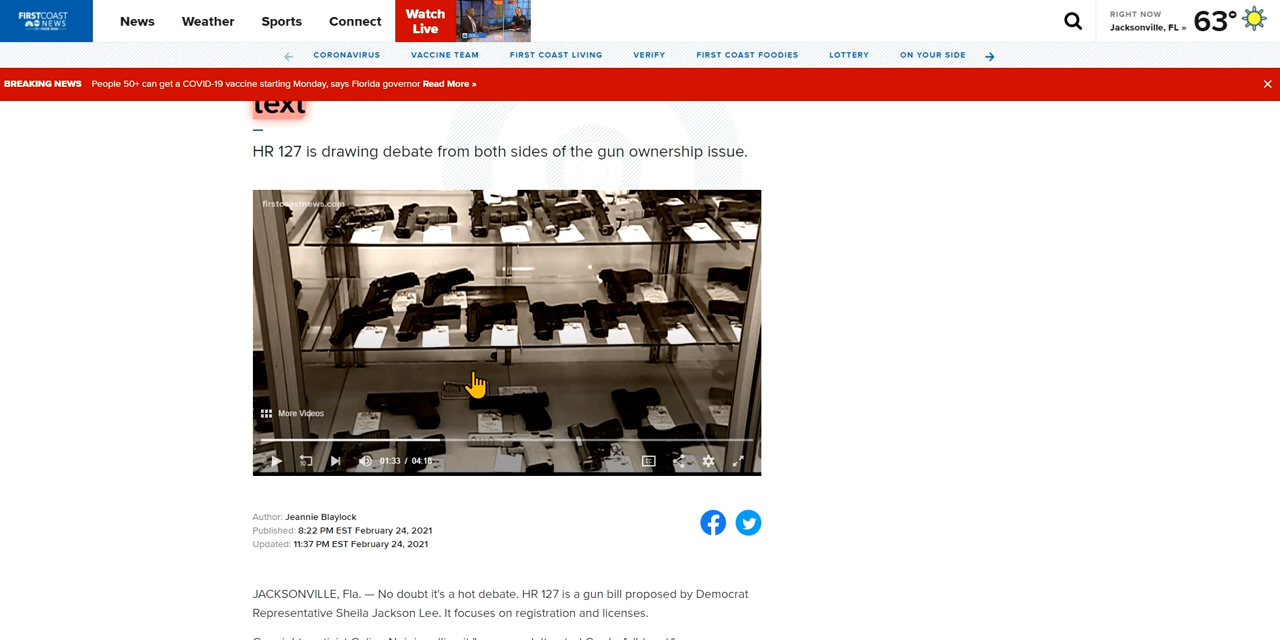 FIRST COAST
NEWS
News
Weather
Sports
Connect
Watch
Live
RIGHT NOW
Jacksonville, FL »
63°
CORONAVIRUS
VACCINE TEAM
FIRST COAST LIVING
VERIFY
FIRST COAST FOODIES
LOTTERY
ON YOUR SIDE
BREAKING NEWS People 50+ can get a COVID-19 vaccine starting Monday, says Florida governor Read More »
text
HR 127 is drawing debate from both sides of the gun ownership issue.
firstcoastnews.com
More Videos
10
01:33 / 04:16
CC
Author: Jeannie Blaylock
Published: 8:22 PM EST February 24, 2021
Updated: 11:37 PM EST February 24, 2021
JACKSONVILLE, Fla. — No doubt it's a hot debate. HR 127 is a gun bill proposed by Democrat
Representative Sheila Jackson Lee. It focuses on registration and licenses.